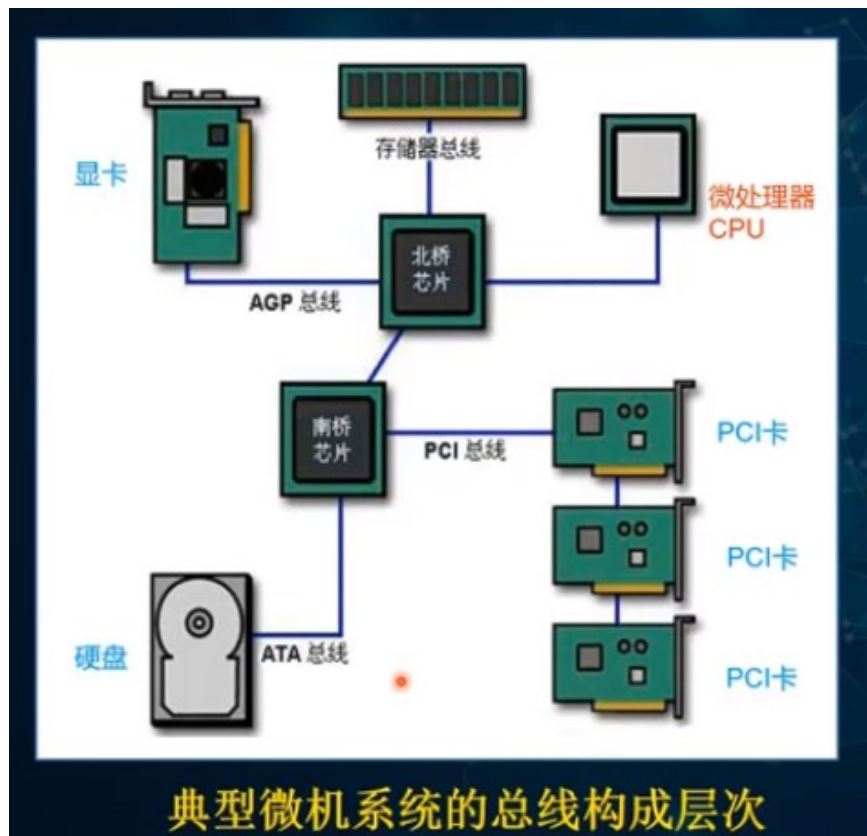 存储器总线
显卡
微处理器
CPU
北桥
芯片
AGP 总线
南桥
芯片
PCI 总线
PCI卡
PCI卡
PCI卡
硬盘
ATA 总线
典型微机系统的总线构成层次